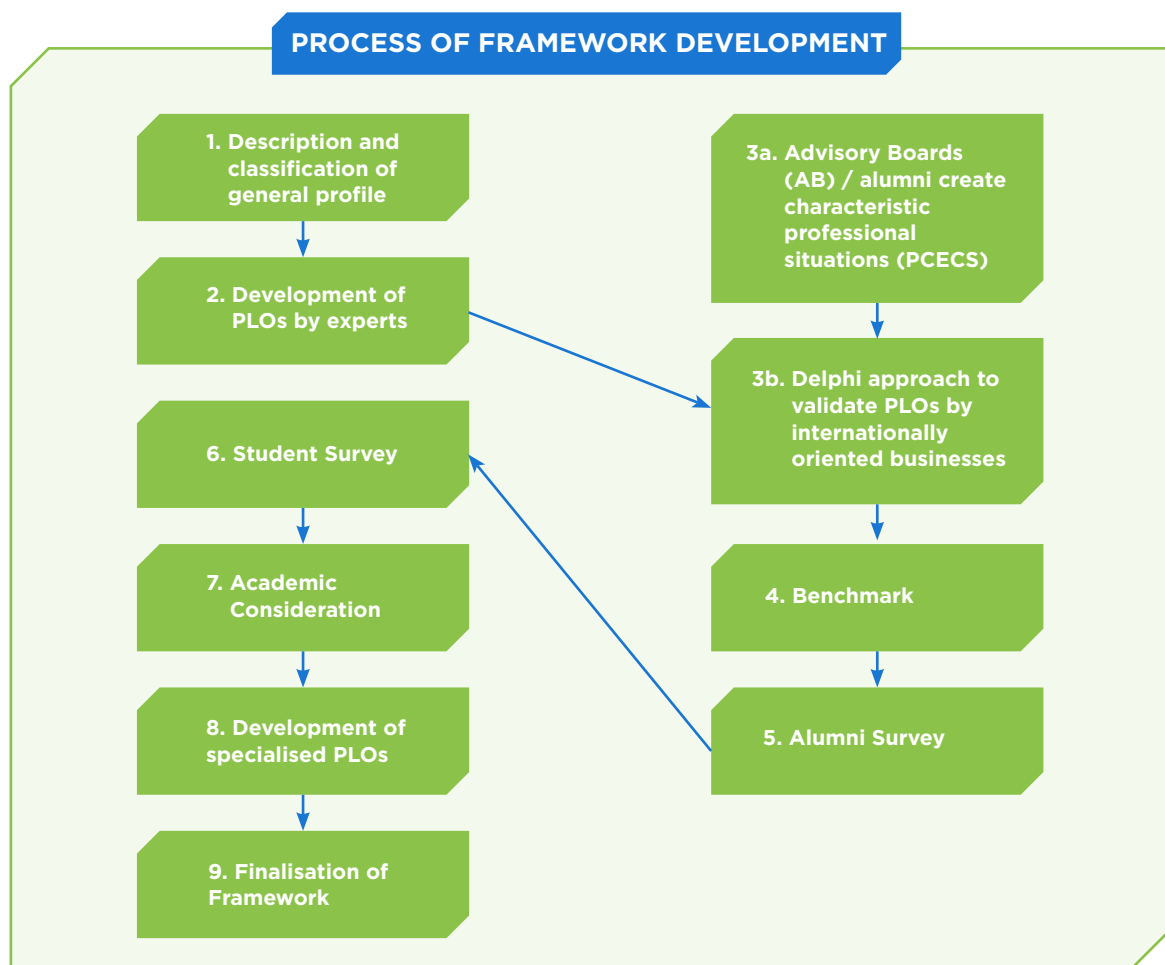 PROCESS OF FRAMEWORK DEVELOPMENT
1. Description and
classification of
general profile
2. Development of
PLOs by experts
3a. Advisory Boards
(AB) / alumni create
characteristic
professional
situations (PCECS)
3b. Delphi approach to
validate PLOs by
internationally
oriented businesses
4. Benchmark
5. Alumni Survey
6. Student Survey
7. Academic
Consideration
8. Development of
specialised PLOs
9. Finalisation of
Framework